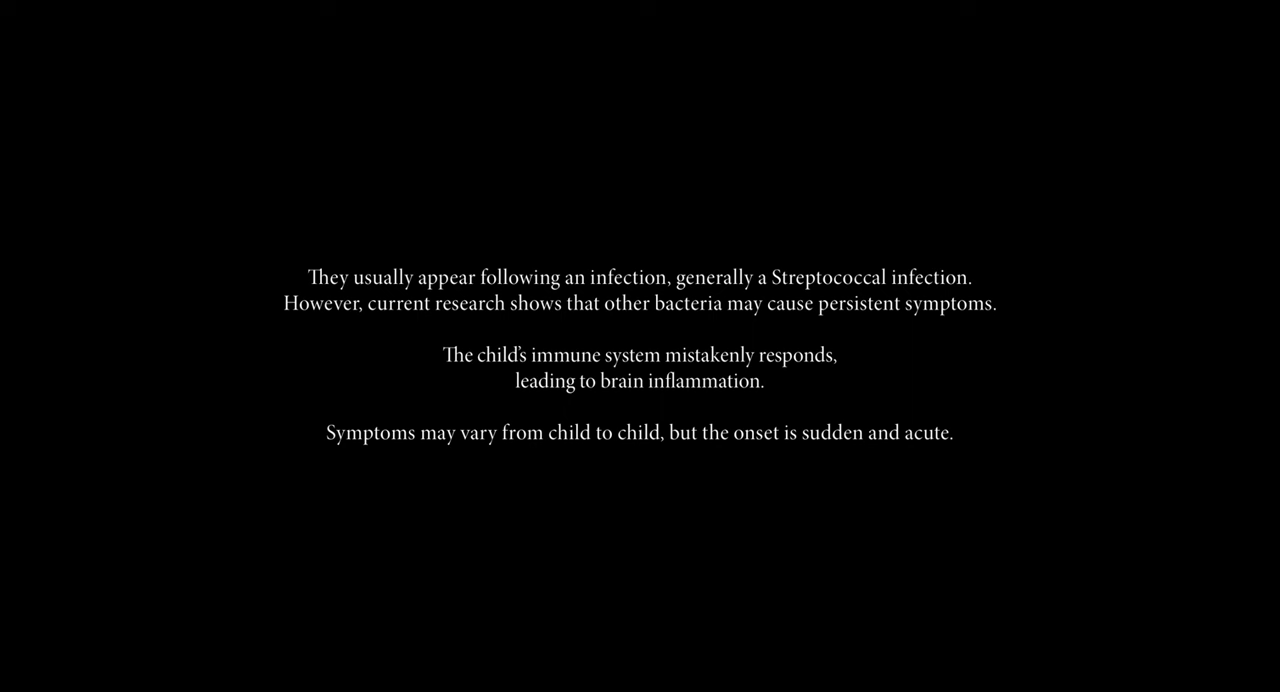 They usually appear following an infection, generally a Streptococcal infection.
However, current research shows that other bacteria may cause persistent symptoms.
The child's immune system mistakenly responds,
leading to brain inflammation.
Symptoms may vary from child to child, but the onset is sudden and acute.